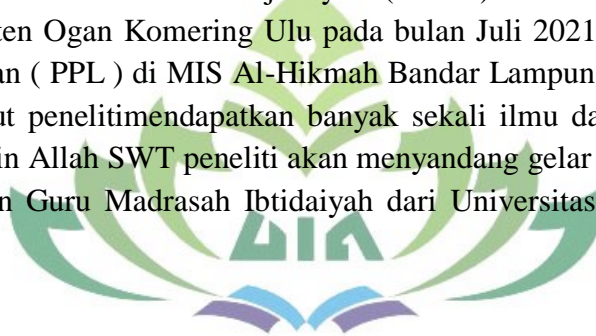 ten Ogan Komering Ulu pada bulan Juli 2021
an ( PPL ) di MIS Al-Hikmah Bandar Lampun
ut penelitimendapatkan banyak sekali ilmu da
in Allah SWT peneliti akan menyandang gelar
n Guru Madrasah Ibtidaiyah dari Universitas
UIN